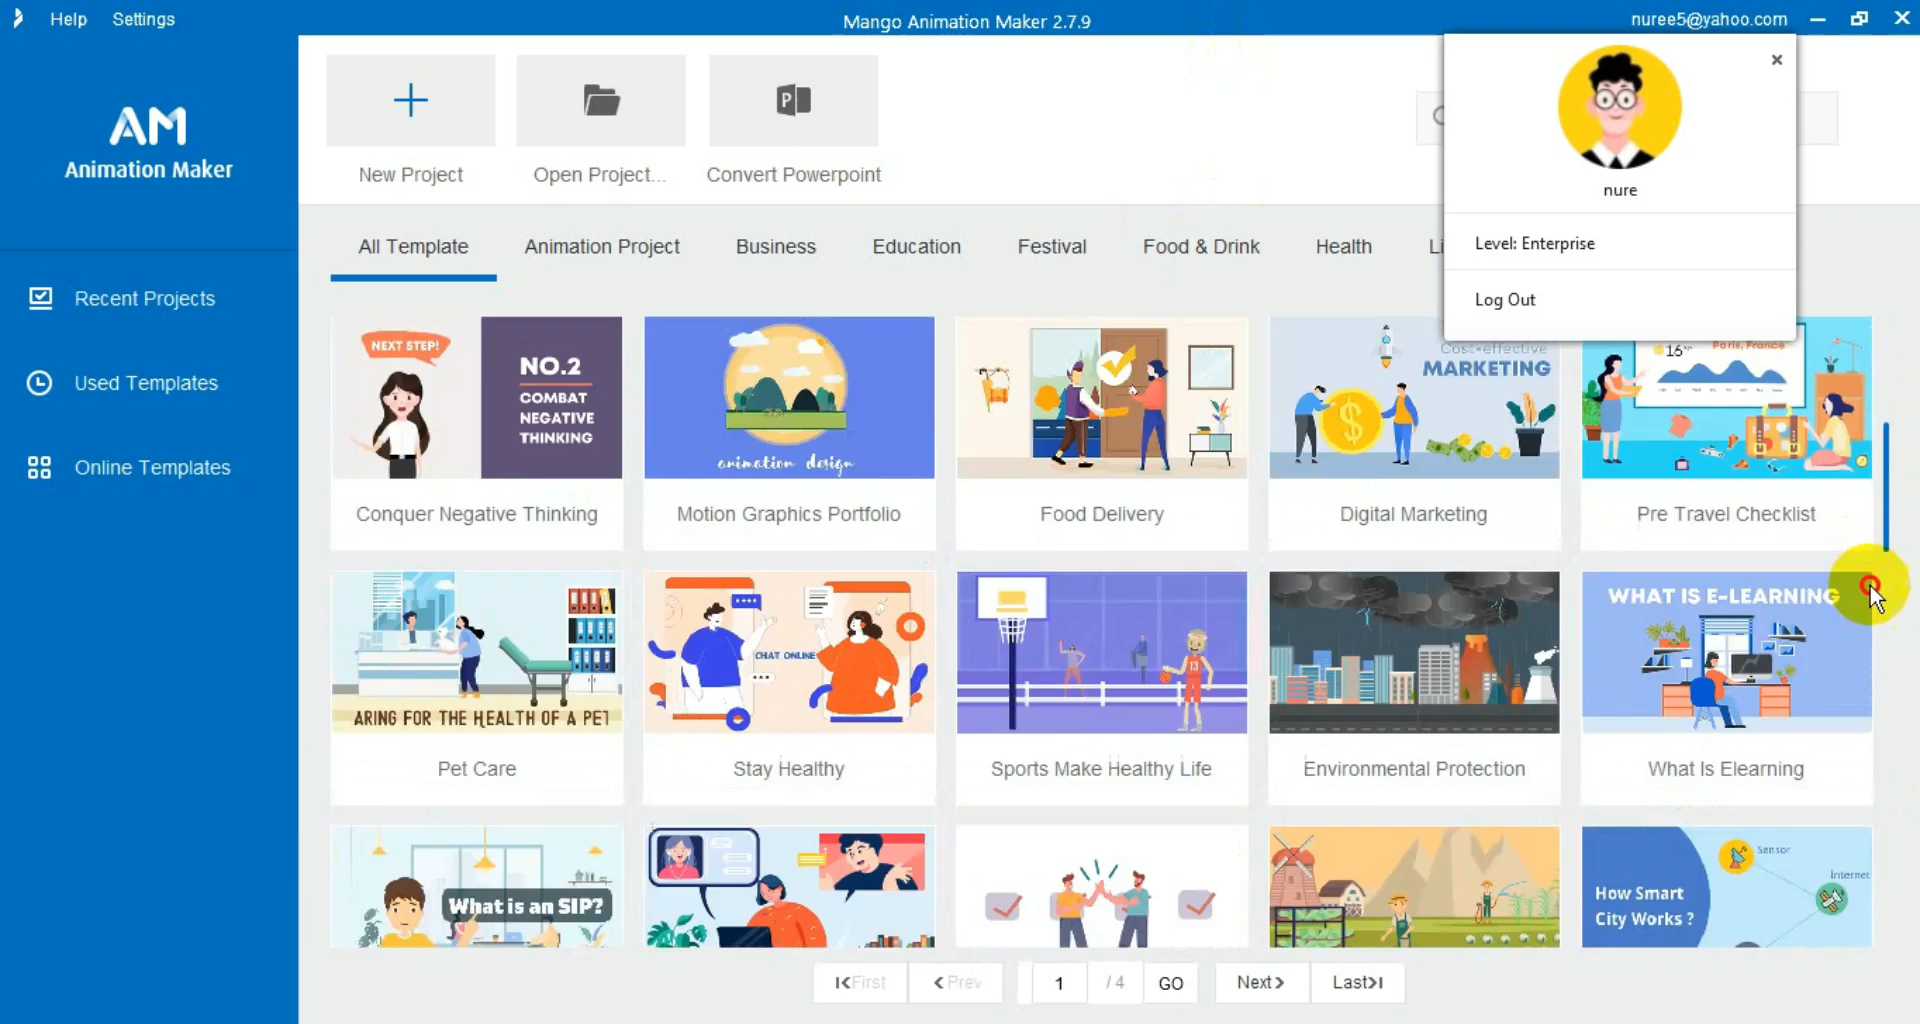 Help Settings
Mango Animation Maker 2.7.9
nuree5@yahoo.com
AM
Animation Maker
New Project
Open Project...
Convert Powerpoint
nure
Level: Enterprise
Log Out
All Template Animation Project Business Education Festival Food & Drink Health Li
Recent Projects
Used Templates
Online Templates
NEXT STEP!
NO.2
COMBAT
NEGATIVE
THINKING
animation design
Cost-effective
MARKETING
16
Paris, France
Conquer Negative Thinking
Motion Graphics Portfolio
Food Delivery
Digital Marketing
Pre Travel Checklist
ARING FOR THE HEALTH OF A PET
CHAT ONLINE
13
WHAT IS E-LEARNING
Pet Care
Stay Healthy
Sports Make Healthy Life
Environmental Protection
What Is Elearning
What is an SIP?
How Smart
City Works ?
Sensor
Internet
First Prev 1 / 4 GO Next Last